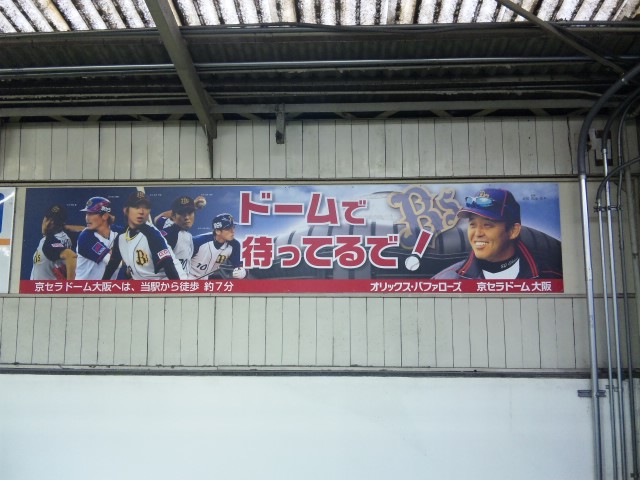 ドームで
待ってるで!
Bs
10
京セラドーム大阪へは、当駅から徒歩 約7分
オリックス・バファローズ 京セラドーム大阪